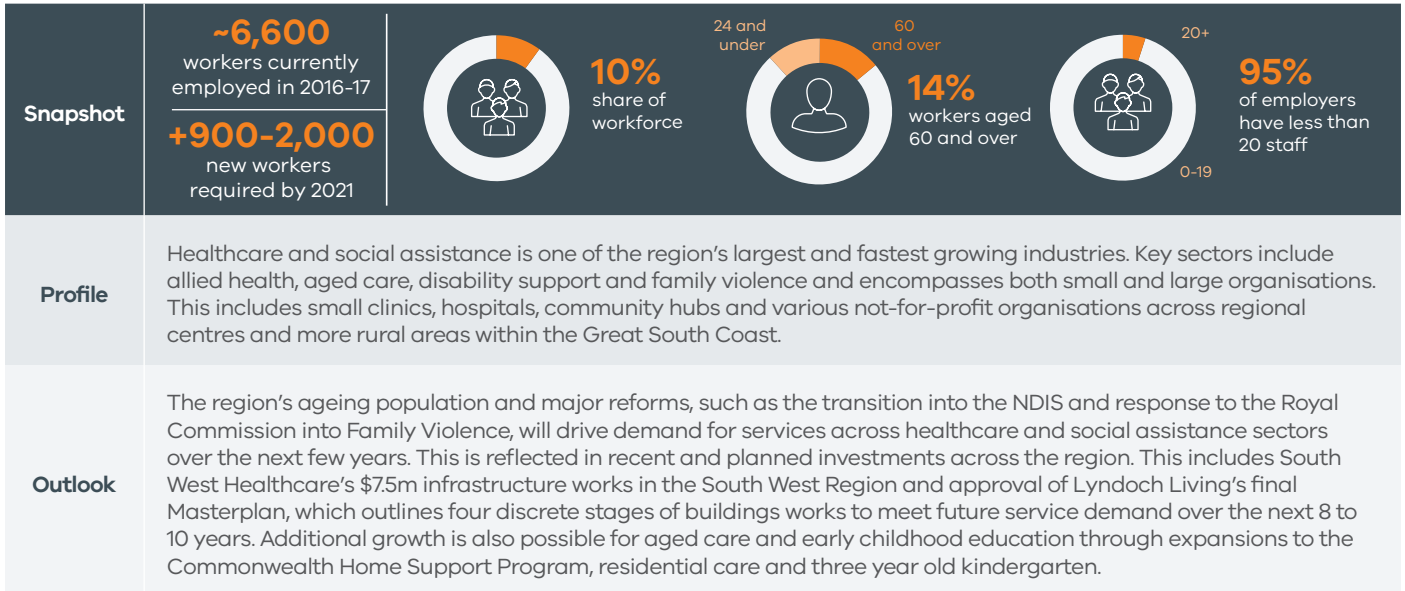 Snapshot
~6,600
workers currently
employed in 2016-17
+900-2,000
new workers
required by 2021
10%
share of
workforce
24 and
under
60
and over
14%
workers aged
60 and over
20+
0-19
95%
of employers
have less than
20 staff
Profile
Healthcare and social assistance is one of the region's largest and fastest growing industries. Key sectors include
allied health, aged care, disability support and family violence and encompasses both small and large organisations.
This includes small clinics, hospitals, community hubs and various not-for-profit organisations across regional
centres and more rural areas within the Great South Coast.
Outlook
The region's ageing population and major reforms, such as the transition into the NDIS and response to the Royal
Commission into Family Violence, will drive demand for services across healthcare and social assistance sectors
over the next few years. This is reflected in recent and planned investments across the region. This includes South
West Healthcare's $7.5m infrastructure works in the South West Region and approval of Lyndoch Living's final
Masterplan, which outlines four discrete stages of buildings works to meet future service demand over the next 8 to
10 years. Additional growth is also possible for aged care and early childhood education through expansions to the
Commonwealth Home Support Program, residential care and three year old kindergarten.